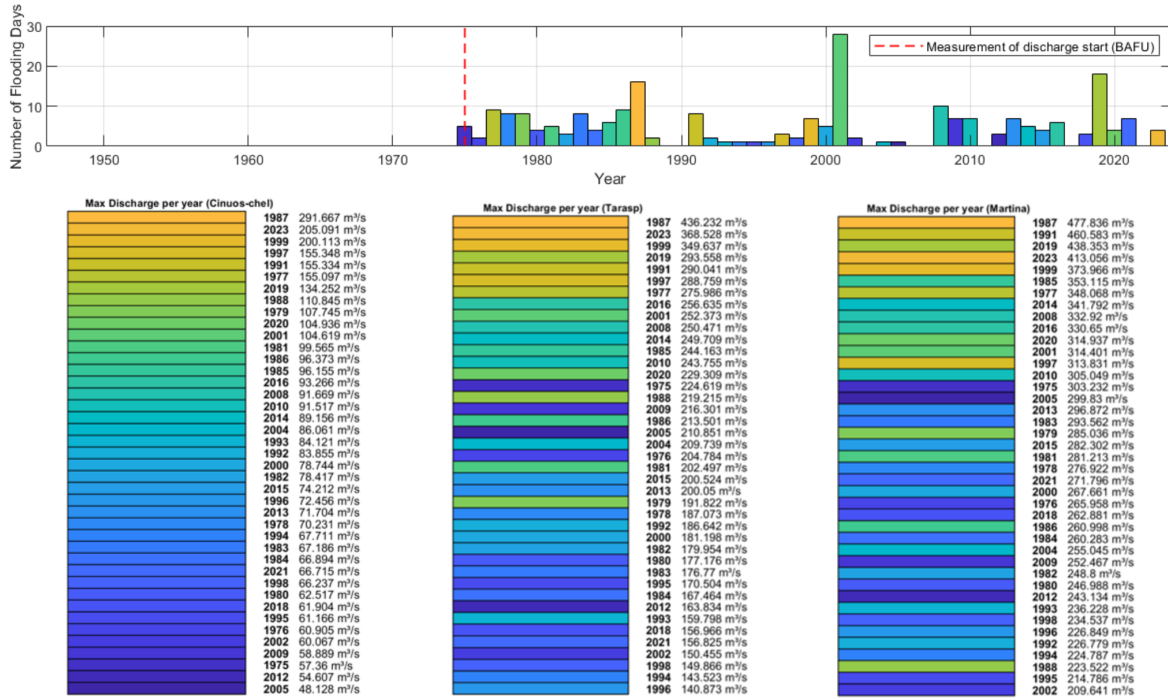 Number of Flooding Days
30
20
10
0
Measurement of discharge start (BAFU)
1950 1960 1970 1980 1990 2000 2010 2020
Year
Max Discharge per year (Cinuos-chel)
1987 291.667 m³/s
2023 205.091 m³/s
1999 200.113 m³/s
1997 155.348 m³/s
1991 155.334 m³/s
1977 155.097 m³/s
2019 134.252 m³/s
1988 110.845 m³/s
1979 107.745 m³/s
2020 104.936 m³/s
2001 104.619 m³/s
1981 99.565 m³/s
1986 96.373 m³/s
1985 96.155 m³/s
2016 93.266 m³/s
2008 91.669 m³/s
2010 91.517 m³/s
2014 89.156 m³/s
2004 86.061 m³/s
1993 84.121 m³/s
1992 83.855 m³/s
2000 78.744 m³/s
1982 78.417 m³/s
2015 74.212 m³/s
1996 72.456 m³/s
2013 71.704 m³/s
1978 70.231 m³/s
1994 67.711 m³/s
1983 67.186 m³/s
1984 66.894 m³/s
2021 66.715 m³/s
1998 66.237 m³/s
1980 62.517 m³/s
2018 61.904 m³/s
1995 61.166 m³/s
1976 60.905 m³/s
2002 60.067 m³/s
2009 58.889 m³/s
1975 57.36 m³/s
2012 54.607 m³/s
2005 48.128 m³/s
Max Discharge per year (Tarasp)
1987 436.232 m³/s
2023 368.528 m³/s
1999 349.637 m³/s
2019 293.558 m³/s
1991 290.041 m³/s
1997 288.759 m³/s
1977 275.986 m³/s
2016 256.635 m³/s
2001 252.373 m³/s
2008 250.471 m³/s
2014 249.709 m³/s
1985 244.163 m³/s
2010 243.755 m³/s
2020 229.309 m³/s
1975 224.619 m³/s
1988 219.215 m³/s
2009 216.301 m³/s
1986 213.501 m³/s
2005 210.851 m³/s
2004 209.739 m³/s
1976 204.784 m³/s
1981 202.497 m³/s
2015 200.524 m³/s
2013 200.05 m³/s
1979 191.822 m³/s
1978 187.073 m³/s
1992 186.642 m³/s
2000 181.198 m³/s
1982 179.954 m³/s
1980 177.176 m³/s
1983 176.77 m³/s
1995 170.504 m³/s
1984 167.464 m³/s
2012 163.834 m³/s
1993 159.798 m³/s
2018 156.966 m³/s
2021 156.825 m³/s
2002 150.455 m³/s
1998 149.866 m³/s
1994 143.523 m³/s
1996 140.873 m³/s
Max Discharge per year (Martina)
1987 477.836 m³/s
1991 460.583 m³/s
2019 438.353 m³/s
2023 413.056 m³/s
1999 373.966 m³/s
1985 353.115 m³/s
1977 348.068 m³/s
2014 341.792 m³/s
2008 332.92 m³/s
2016 330.65 m³/s
2020 314.937 m³/s
2001 314.401 m³/s
1997 313.831 m³/s
2010 305.049 m³/s
1975 303.232 m³/s
2005 299.83 m³/s
2013 296.872 m³/s
1983 293.562 m³/s
1979 285.036 m³/s
2015 282.302 m³/s
1981 281.213 m³/s
1978 276.922 m³/s
2021 271.796 m³/s
2000 267.661 m³/s
1976 265.958 m³/s
2018 262.881 m³/s
1986 260.998 m³/s
1984 260.283 m³/s
2004 255.045 m³/s
2009 252.467 m³/s
1982 248.8 m³/s
1980 246.988 m³/s
2012 243.134 m³/s
1993 236.228 m³/s
1998 234.537 m³/s
1996 226.849 m³/s
1992 226.779 m³/s
1994 224.787 m³/s
1988 223.522 m³/s
1995 214.786 m³/s
2002 209.641 m³/s